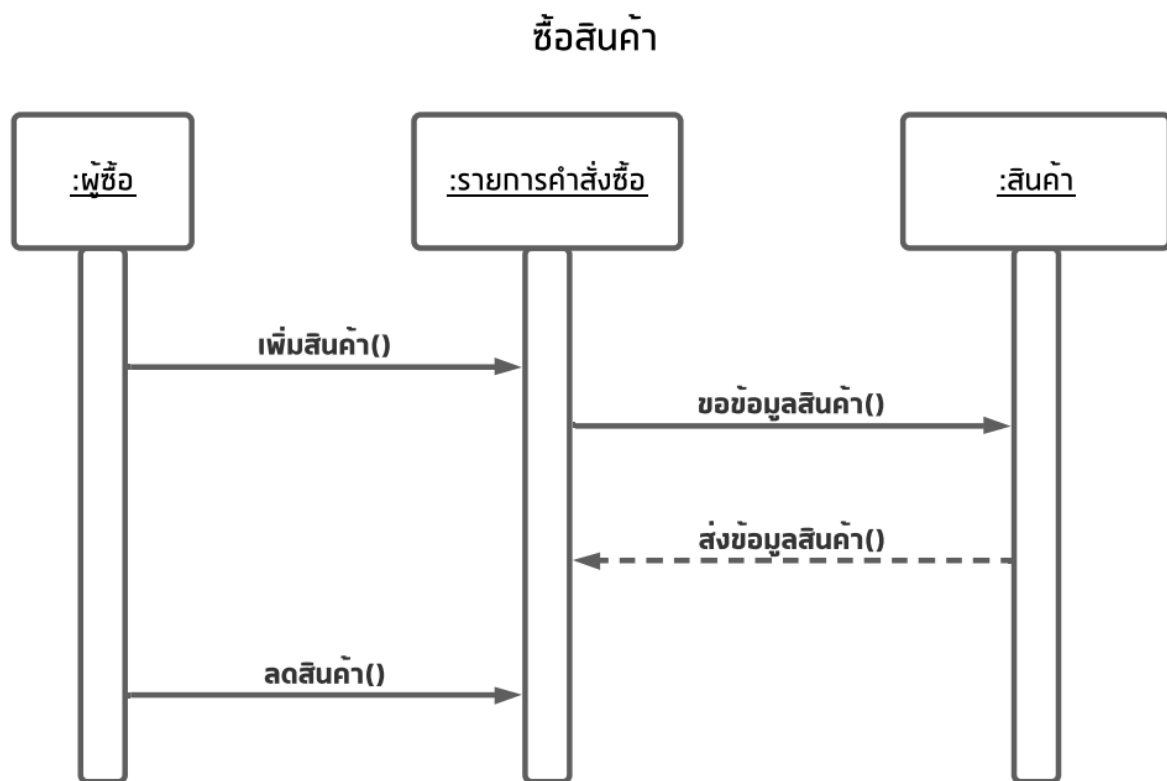 ซื้อสินค้า
:ผู้ซื้อ
:รายการคำสั่งซื้อ
:สินค้า
เพิ่มสินค้า()
ขอข้อมูลสินค้า()
ส่งข้อมูลสินค้า()
ลดสินค้า()